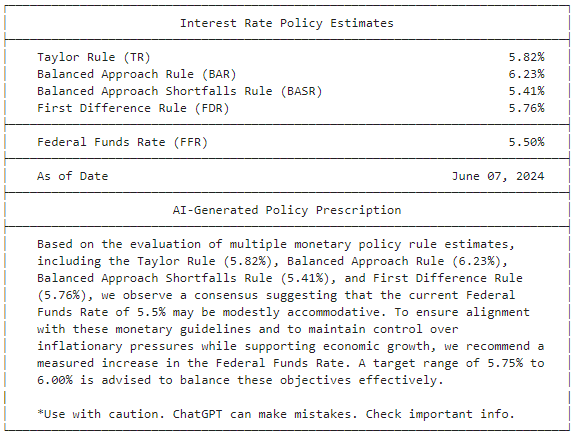 Interest Rate Policy Estimates
Taylor Rule (TR) 5.82%
Balanced Approach Rule (BAR) 6.23%
Balanced Approach Shortfalls Rule (BASR) 5.41%
First Difference Rule (FDR) 5.76%
Federal Funds Rate (FFR) 5.50%
As of Date June 07, 2024
AI-Generated Policy Prescription
Based on the evaluation of multiple monetary policy rule estimates,
including the Taylor Rule (5.82%), Balanced Approach Rule (6.23%),
Balanced Approach Shortfalls Rule (5.41%), and First Difference Rule
(5.76%), we observe a consensus suggesting that the current Federal
Funds Rate of 5.5% may be modestly accommodative. To ensure alignment
with these monetary guidelines and to maintain control over
inflationary pressures while supporting economic growth, we recommend a
measured increase in the Federal Funds Rate. A target range of 5.75% to
6.00% is advised to balance these objectives effectively.
*Use with caution. ChatGPT can make mistakes. Check important info.